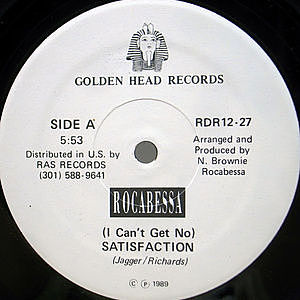 GOLDEN HEAD RECORDS
SIDE A
5:53
Distributed in U.S. by
RAS RECORDS
(301) 588-9641
RDR12-27
Arranged and
Produced by
N. Brownie
Rocabessa
ROCABESSA
(I Can't Get No)
SATISFACTION
(Jagger/Richards)
© ℗ 1989